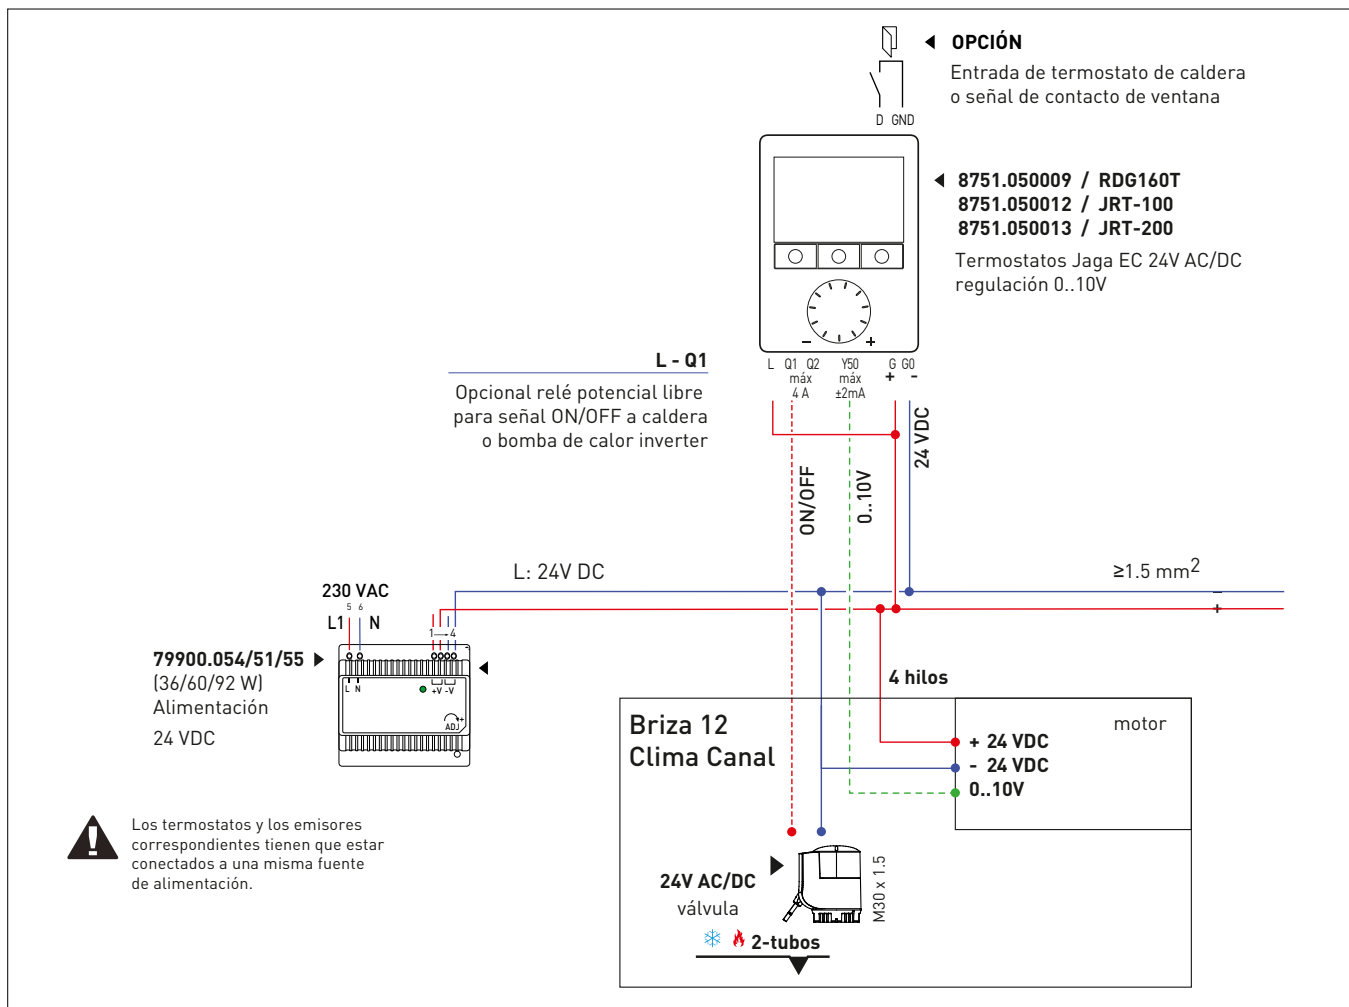 OPCIÓN
Entrada de termostato de caldera
o señal de contacto de ventana
D GND
8751.050009 / RDG160T
8751.050012 / JRT-100
8751.050013 / JRT-200
Termostatos Jaga EC 24V AC/DC
regulación 0..10V
- +
L - Q1
Opcional relé potencial libre
para señal ON/OFF a caldera
o bomba de calor inverter
L Q1 Q2 Y50 G G0
máx máx + -
4 A ±2mA
24 VDC
ON/OFF
0..10V
L: 24V DC
≥1.5 mm2
-
+
230 VAC
5 6
L1 N
1 4
79900.054/51/55
(36/60/92 W)
Alimentación
24 VDC
L N
+V -V
+
ADJ
-
4 hilos
Briza 12
Clima Canal
motor
+ 24 VDC
- 24 VDC
0..10V
Los termostatos y los emisores
correspondientes tienen que estar
conectados a una misma fuente
de alimentación.
24V AC/DC
válvula
M30 x 1.5
2-tubos